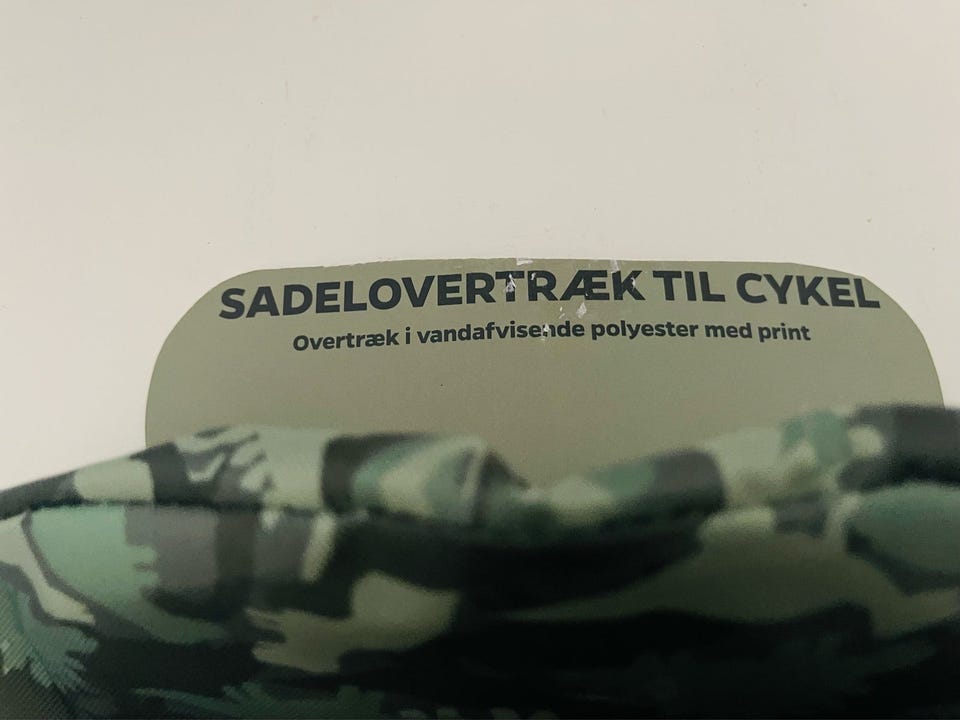 SADELOVERTRÆK TIL CYKEL
Overtræk i vandafvisende polyester med print